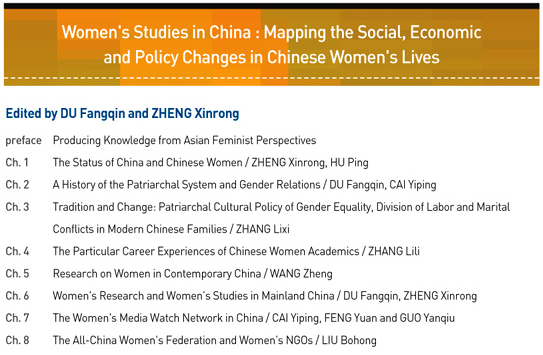 Women's Studies in China : Mapping the Social, Economic
and Policy Changes in Chinese Women's Lives
Edited by DU Fangqin and ZHENG Xinrong
preface Producing Knowledge from Asian Feminist Perspectives
Ch. 1 The Status of China and Chinese Women / ZHENG Xinrong, HU Ping
Ch. 2 A History of the Patriarchal System and Gender Relations / DU Fangqin, CAI Yiping
Ch. 3 Tradition and Change: Patriarchal Cultural Policy of Gender Equality, Division of Labor and Marital
Conflicts in Modern Chinese Families / ZHANG Lixi
Ch. 4 The Particular Career Experiences of Chinese Women Academics / ZHANG Lili
Ch. 5 Research on Women in Contemporary China / WANG Zheng
Ch. 6 Women's Research and Women's Studies in Mainland China / DU Fangqin, ZHENG Xinrong
Ch. 7 The Women's Media Watch Network in China / CAI Yiping, FENG Yuan and GUO Yanqiu
Ch. 8 The All-China Women's Federation and Women's NGOs / LIU Bohong